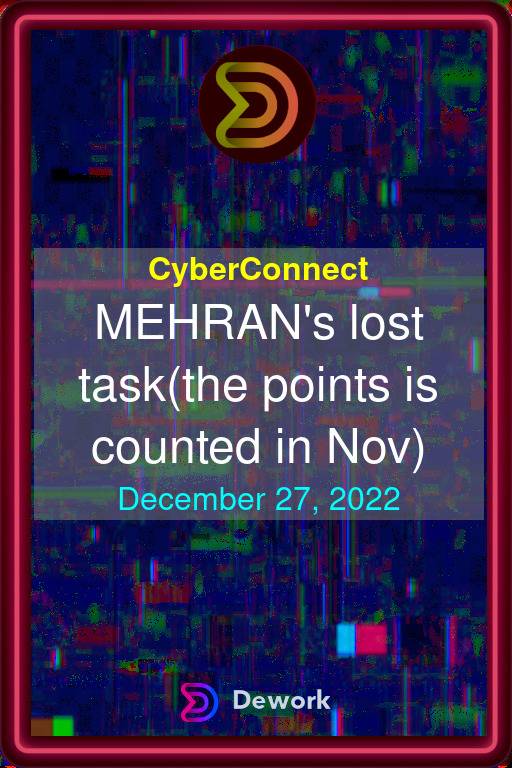 CyberConnect
MEHRAN's lost
task(the points is
counted in Nov)
December 27, 2022
Dework